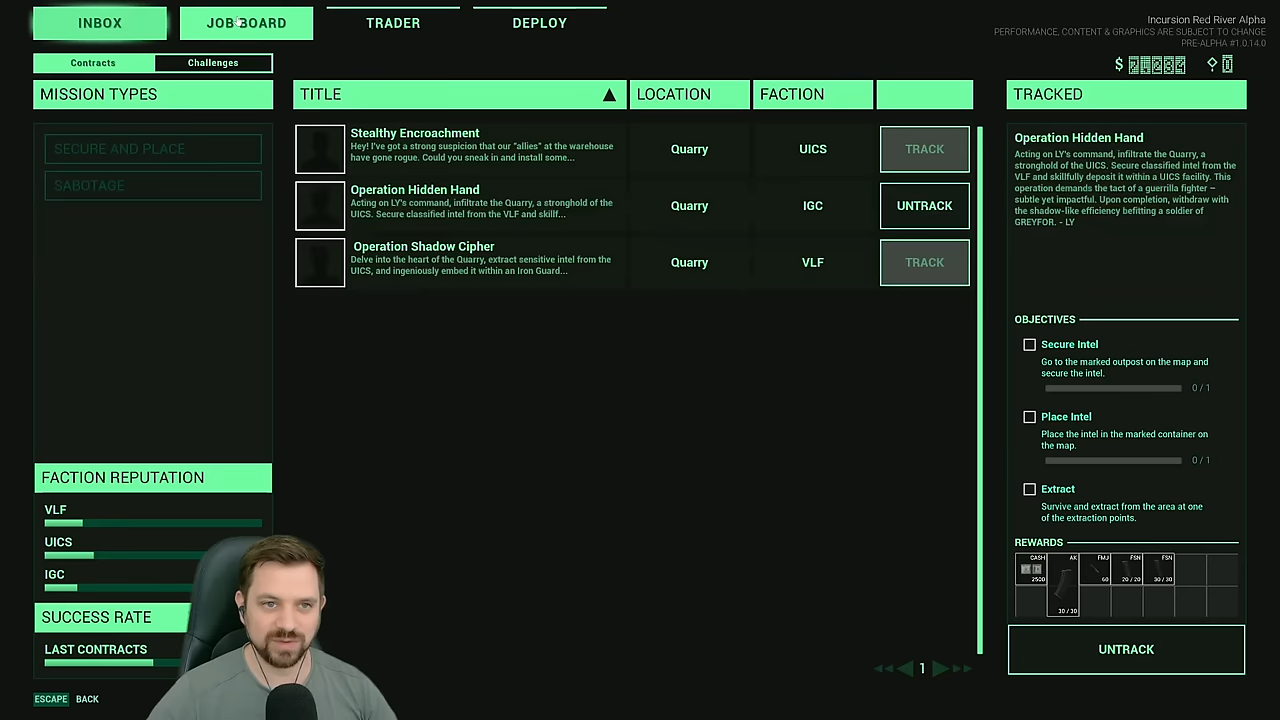 INBOX
JOB BOARD
TRADER
DEPLOY
Incursion Red River Alpha
PERFORMANCE, CONTENT & GRAPHICS ARE SUBJECT TO CHANGE
PRE-ALPHA #1.0.14.0
Contracts
Challenges
$
MISSION TYPES
TITLE
LOCATION
FACTION
TRACKED
SECURE AND PLACE
SABOTAGE
Stealthy Encroachment
Hey! I've got a strong suspicion that our "allies" at the warehouse
have gone rogue. Could you sneak in and install some...
Quarry
UICS
TRACK
Operation Hidden Hand
Acting on LY's command, infiltrate the Quarry, a stronghold of the
UICS. Secure classified intel from the VLF and skillf...
Quarry
IGC
UNTRACK
Operation Shadow Cipher
Delve into the heart of the Quarry, extract sensitive intel from the
UICS, and ingeniously embed it within an Iron Guard...
Quarry
VLF
TRACK
Operation Hidden Hand
Acting on LY's command, infiltrate the Quarry, a
stronghold of the UICS. Secure classified intel from the
VLF and skillfully deposit it within a UICS facility. This
operation demands the tact of a guerrilla fighter –
subtle yet impactful. Upon completion, withdraw with
the shadow-like efficiency befitting a soldier of
GREYFOR. - LY
OBJECTIVES
Secure Intel
Go to the marked outpost on the map and
secure the intel.
0 / 1
Place Intel
Place the intel in the marked container on
the map.
0 / 1
Extract
Survive and extract from the area at one
of the extraction points.
REWARDS
CASH
2500
AK
30 / 30
FMJ
60
FSN
20 / 20
FSN
30 / 30
UNTRACK
FACTION REPUTATION
VLF
UICS
IGC
SUCCESS RATE
LAST CONTRACTS
1
ESCAPE
BACK